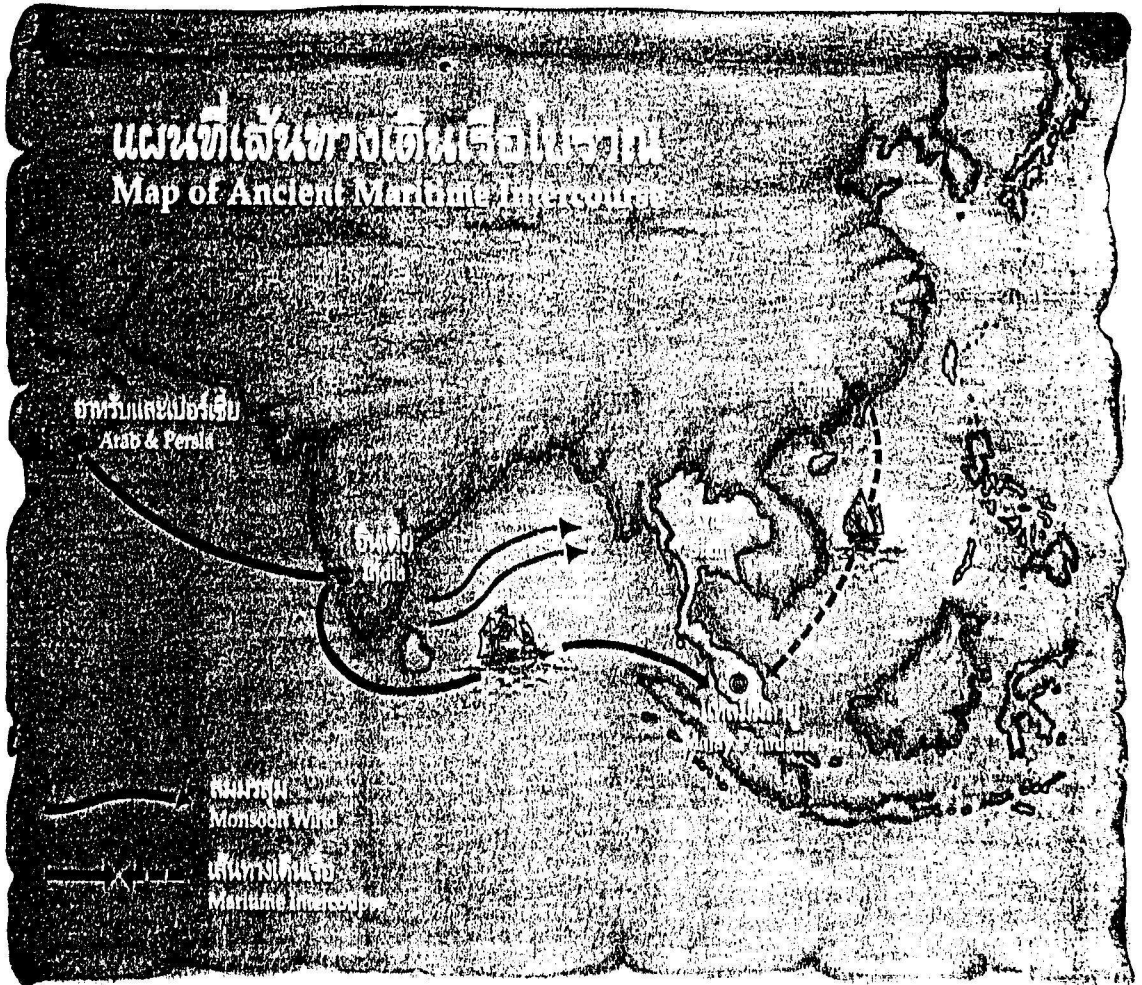 แผนที่เส้นทางเดินเรือโบราณ
Map of Ancient Maritime Intercourse
อาหรับและเปอร์เซีย
Arab & Persia
อินเดีย
India
ลมมรสุม
Monsoon Wind
เส้นทางเดินเรือ
Maritime Intercourse